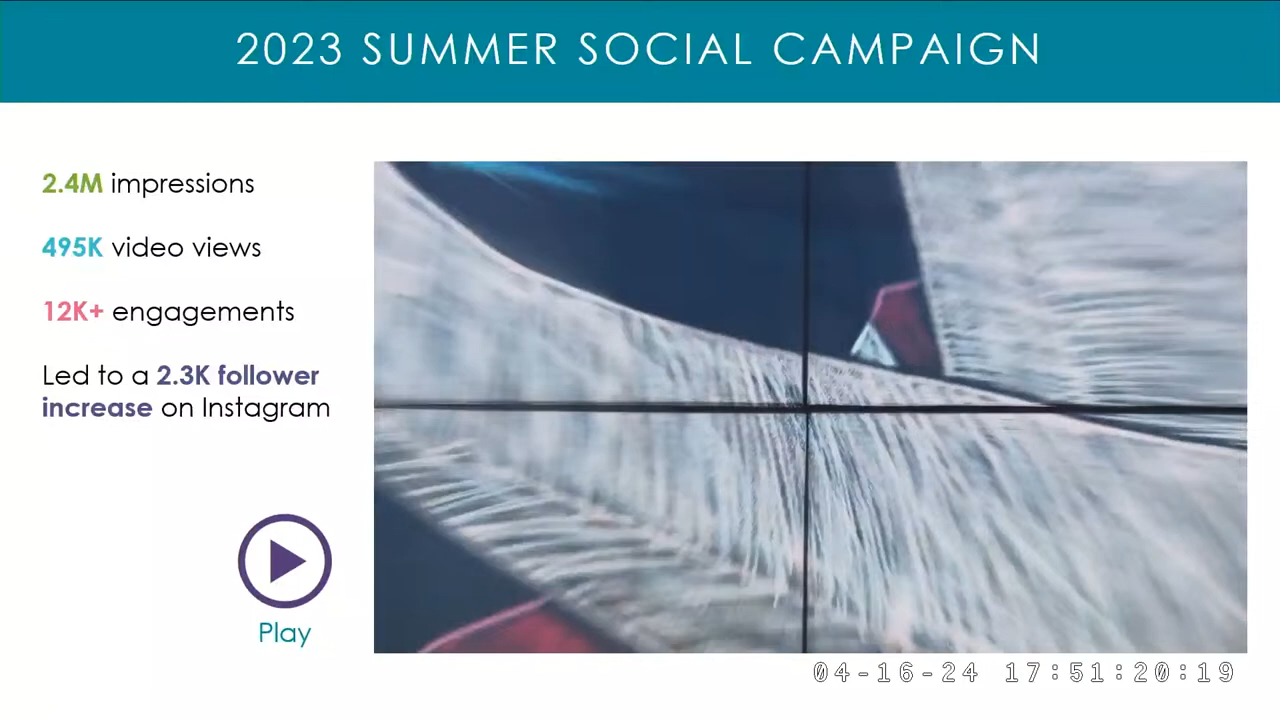 2023 SUMMER SOCIAL CAMPAIGN
2.4M impressions
495K video views
12K+ engagements
Led to a 2.3K follower
increase on Instagram
Play
04-16-24 17:51:20:19